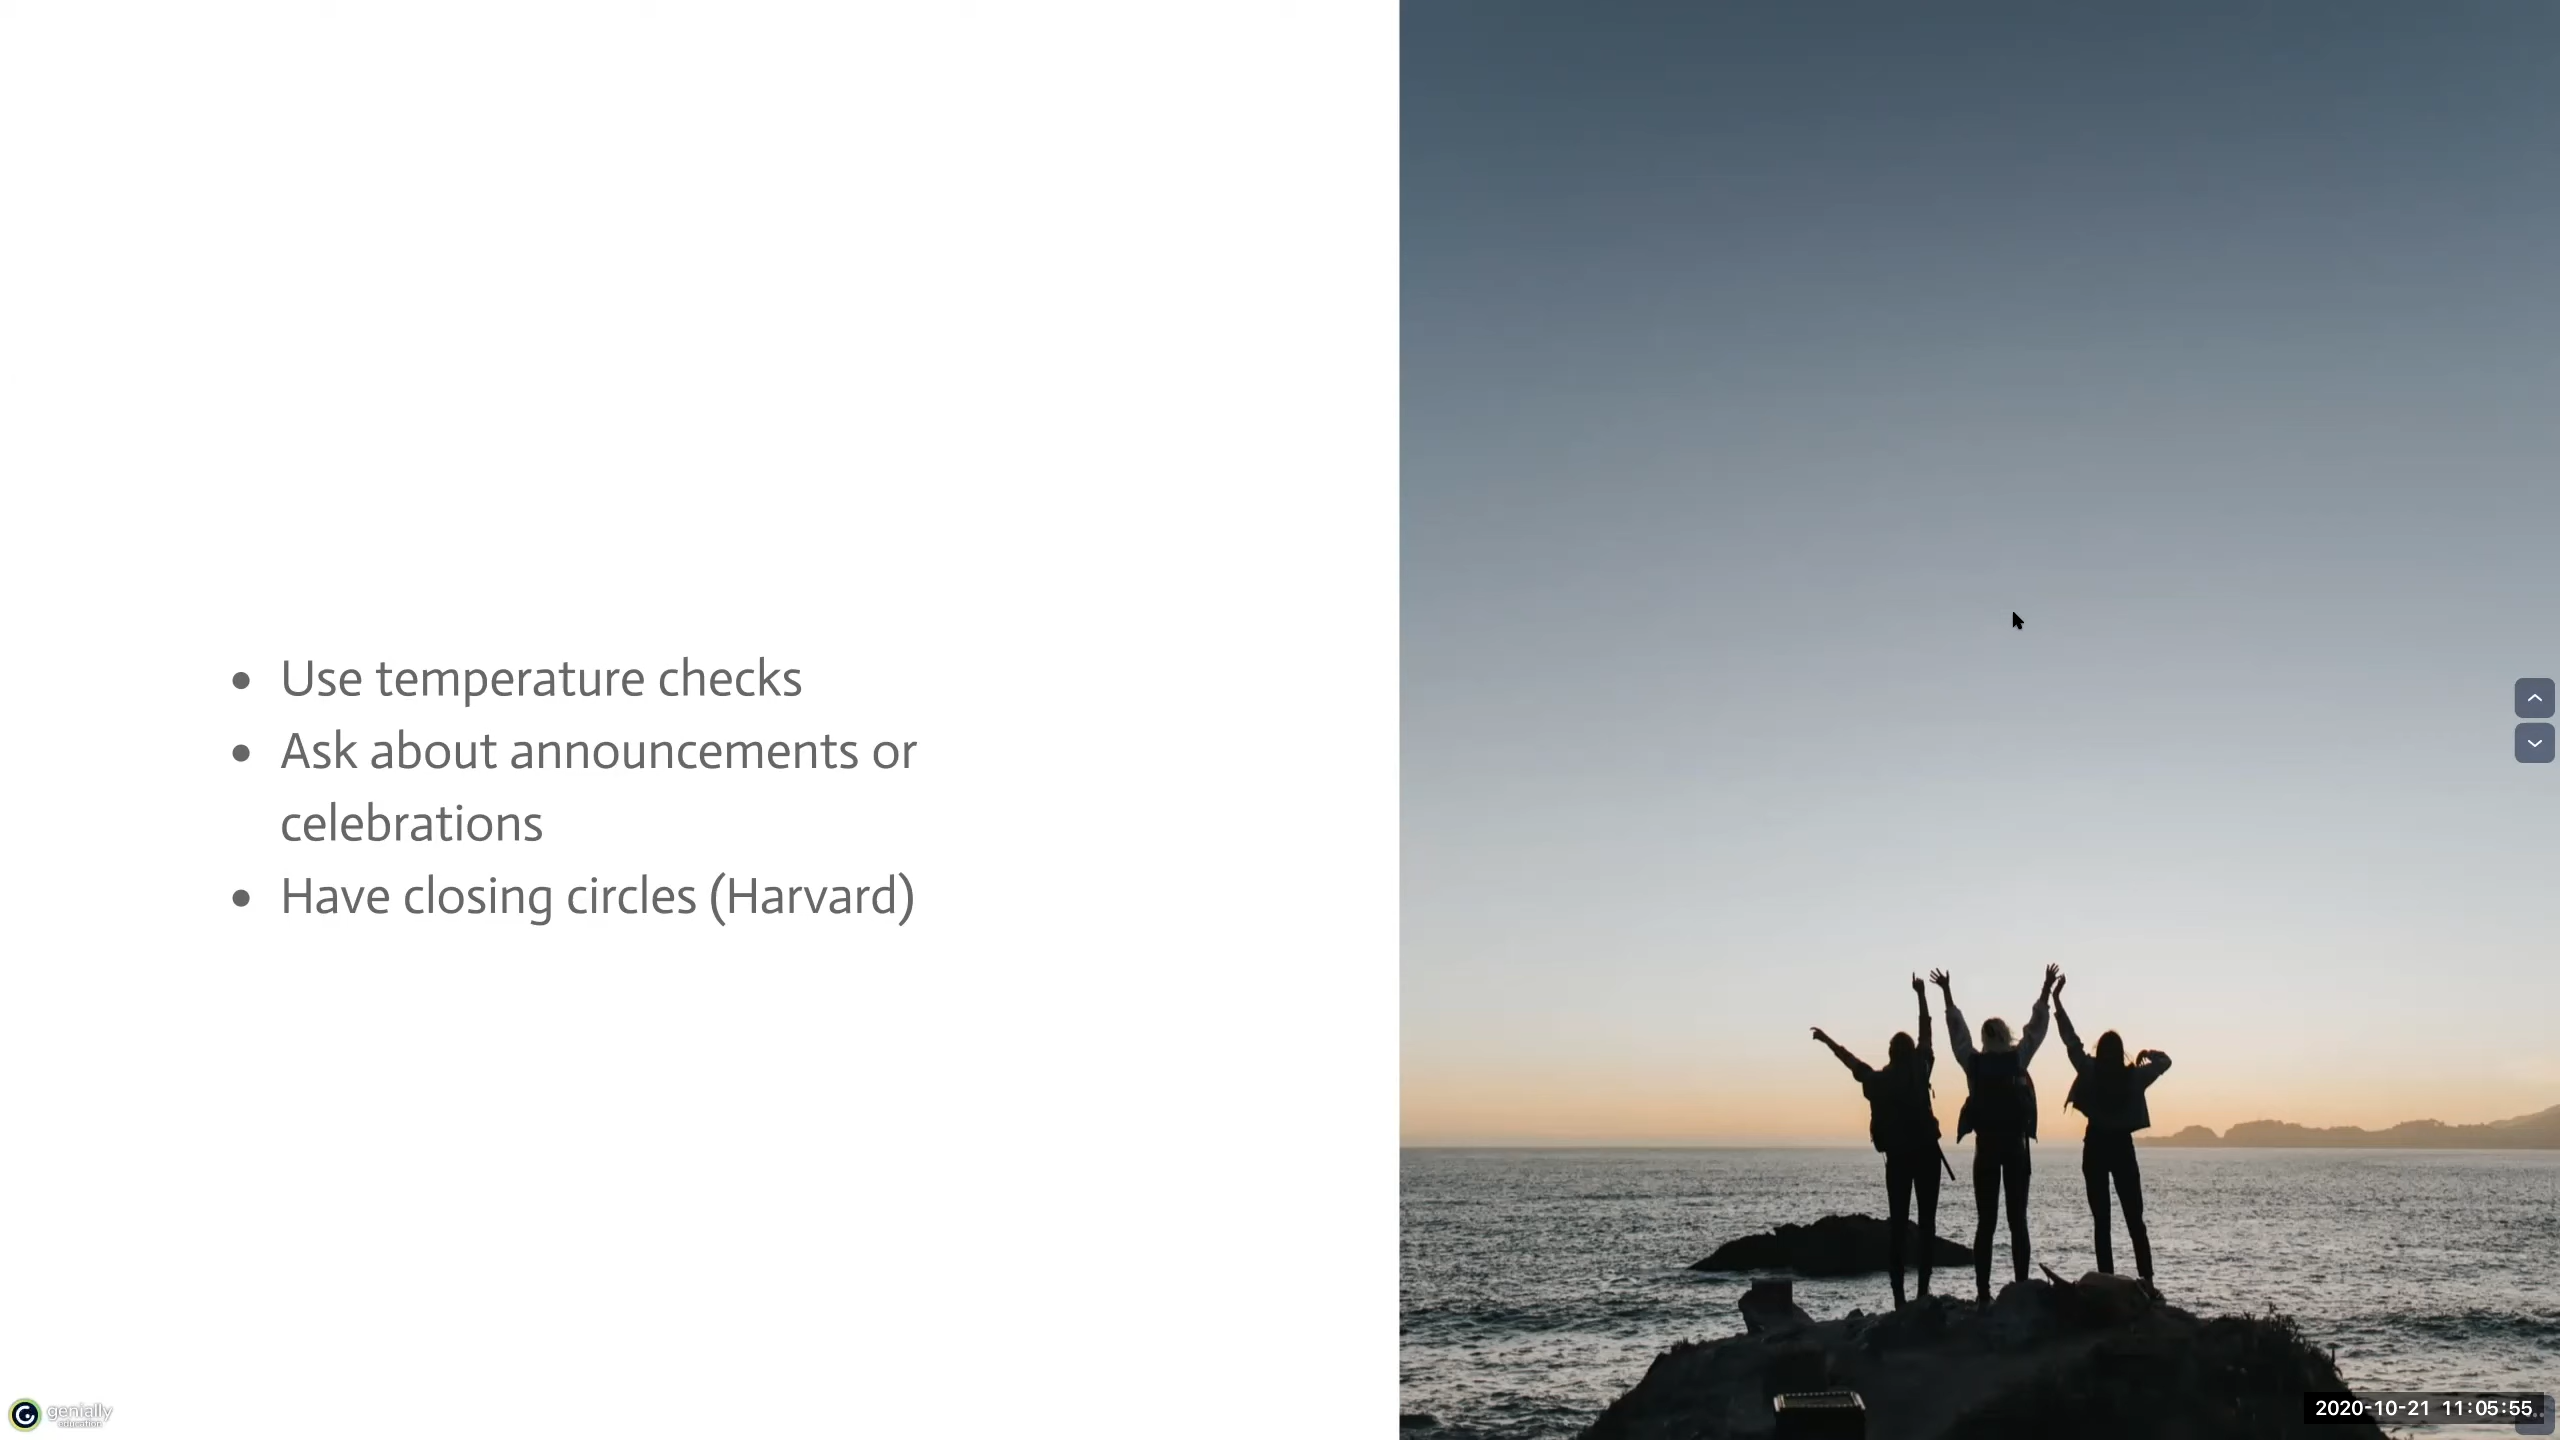 • Use temperature checks
• Ask about announcements or
celebrations
• Have closing circles (Harvard)
genially
education
2020-10-21 11:05:55